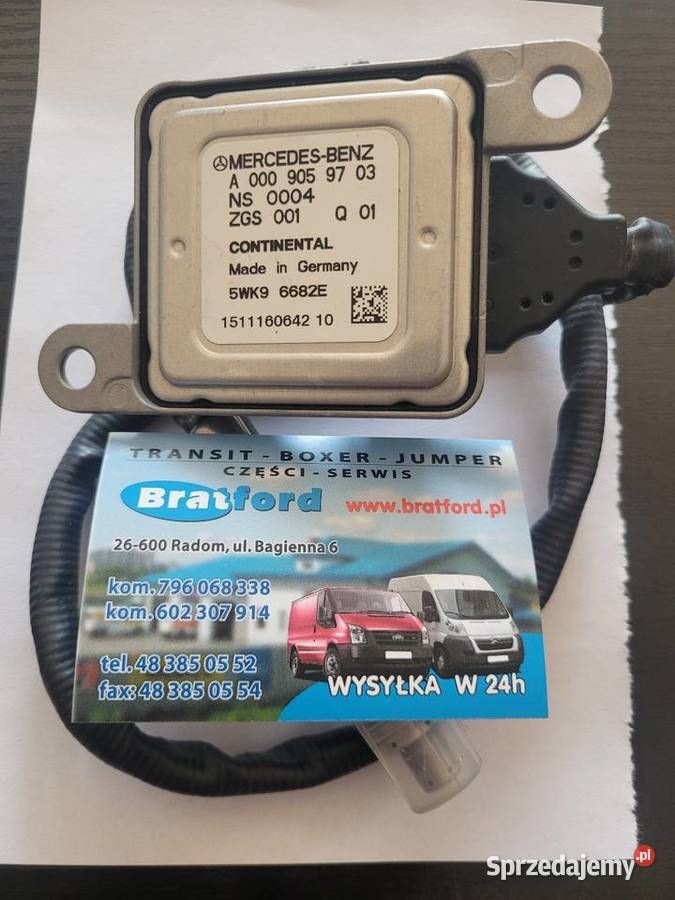 MERCEDES-BENZ
A 000 905 97 03
NS 0004
ZGS 001 Q 01
CONTINENTAL
Made in Germany
5WK9 6682E
1511160642 10
TRANSIT - BOXER - JUMPER
CZĘŚCI - SERWIS
Bratford www.bratford.pl
26-600 Radom, ul. Bagienna 6
kom. 796 068 338
kom. 602 307 914
tel. 48 385 05 52
fax: 48 385 05 54
WYSYŁKA W 24h
Sprzedajemy.pl